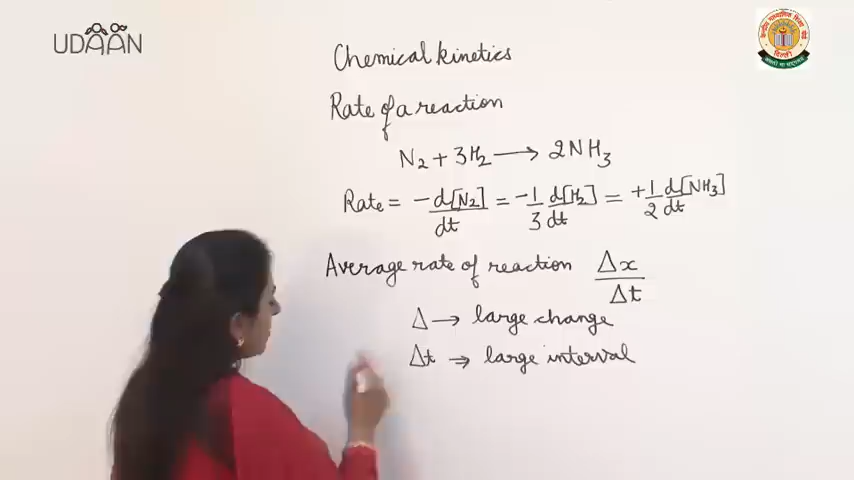 UDAAN
Chemical kinetics
Rate of a reaction
N₂ + 3H₂ ⟶ 2NH₃
Rate = -d[N₂]/dt = -1/3 d[H₂]/dt = +1/2 d[NH₃]/dt
Average rate of reaction Δx/Δt
Δ → large change
Δt → large interval